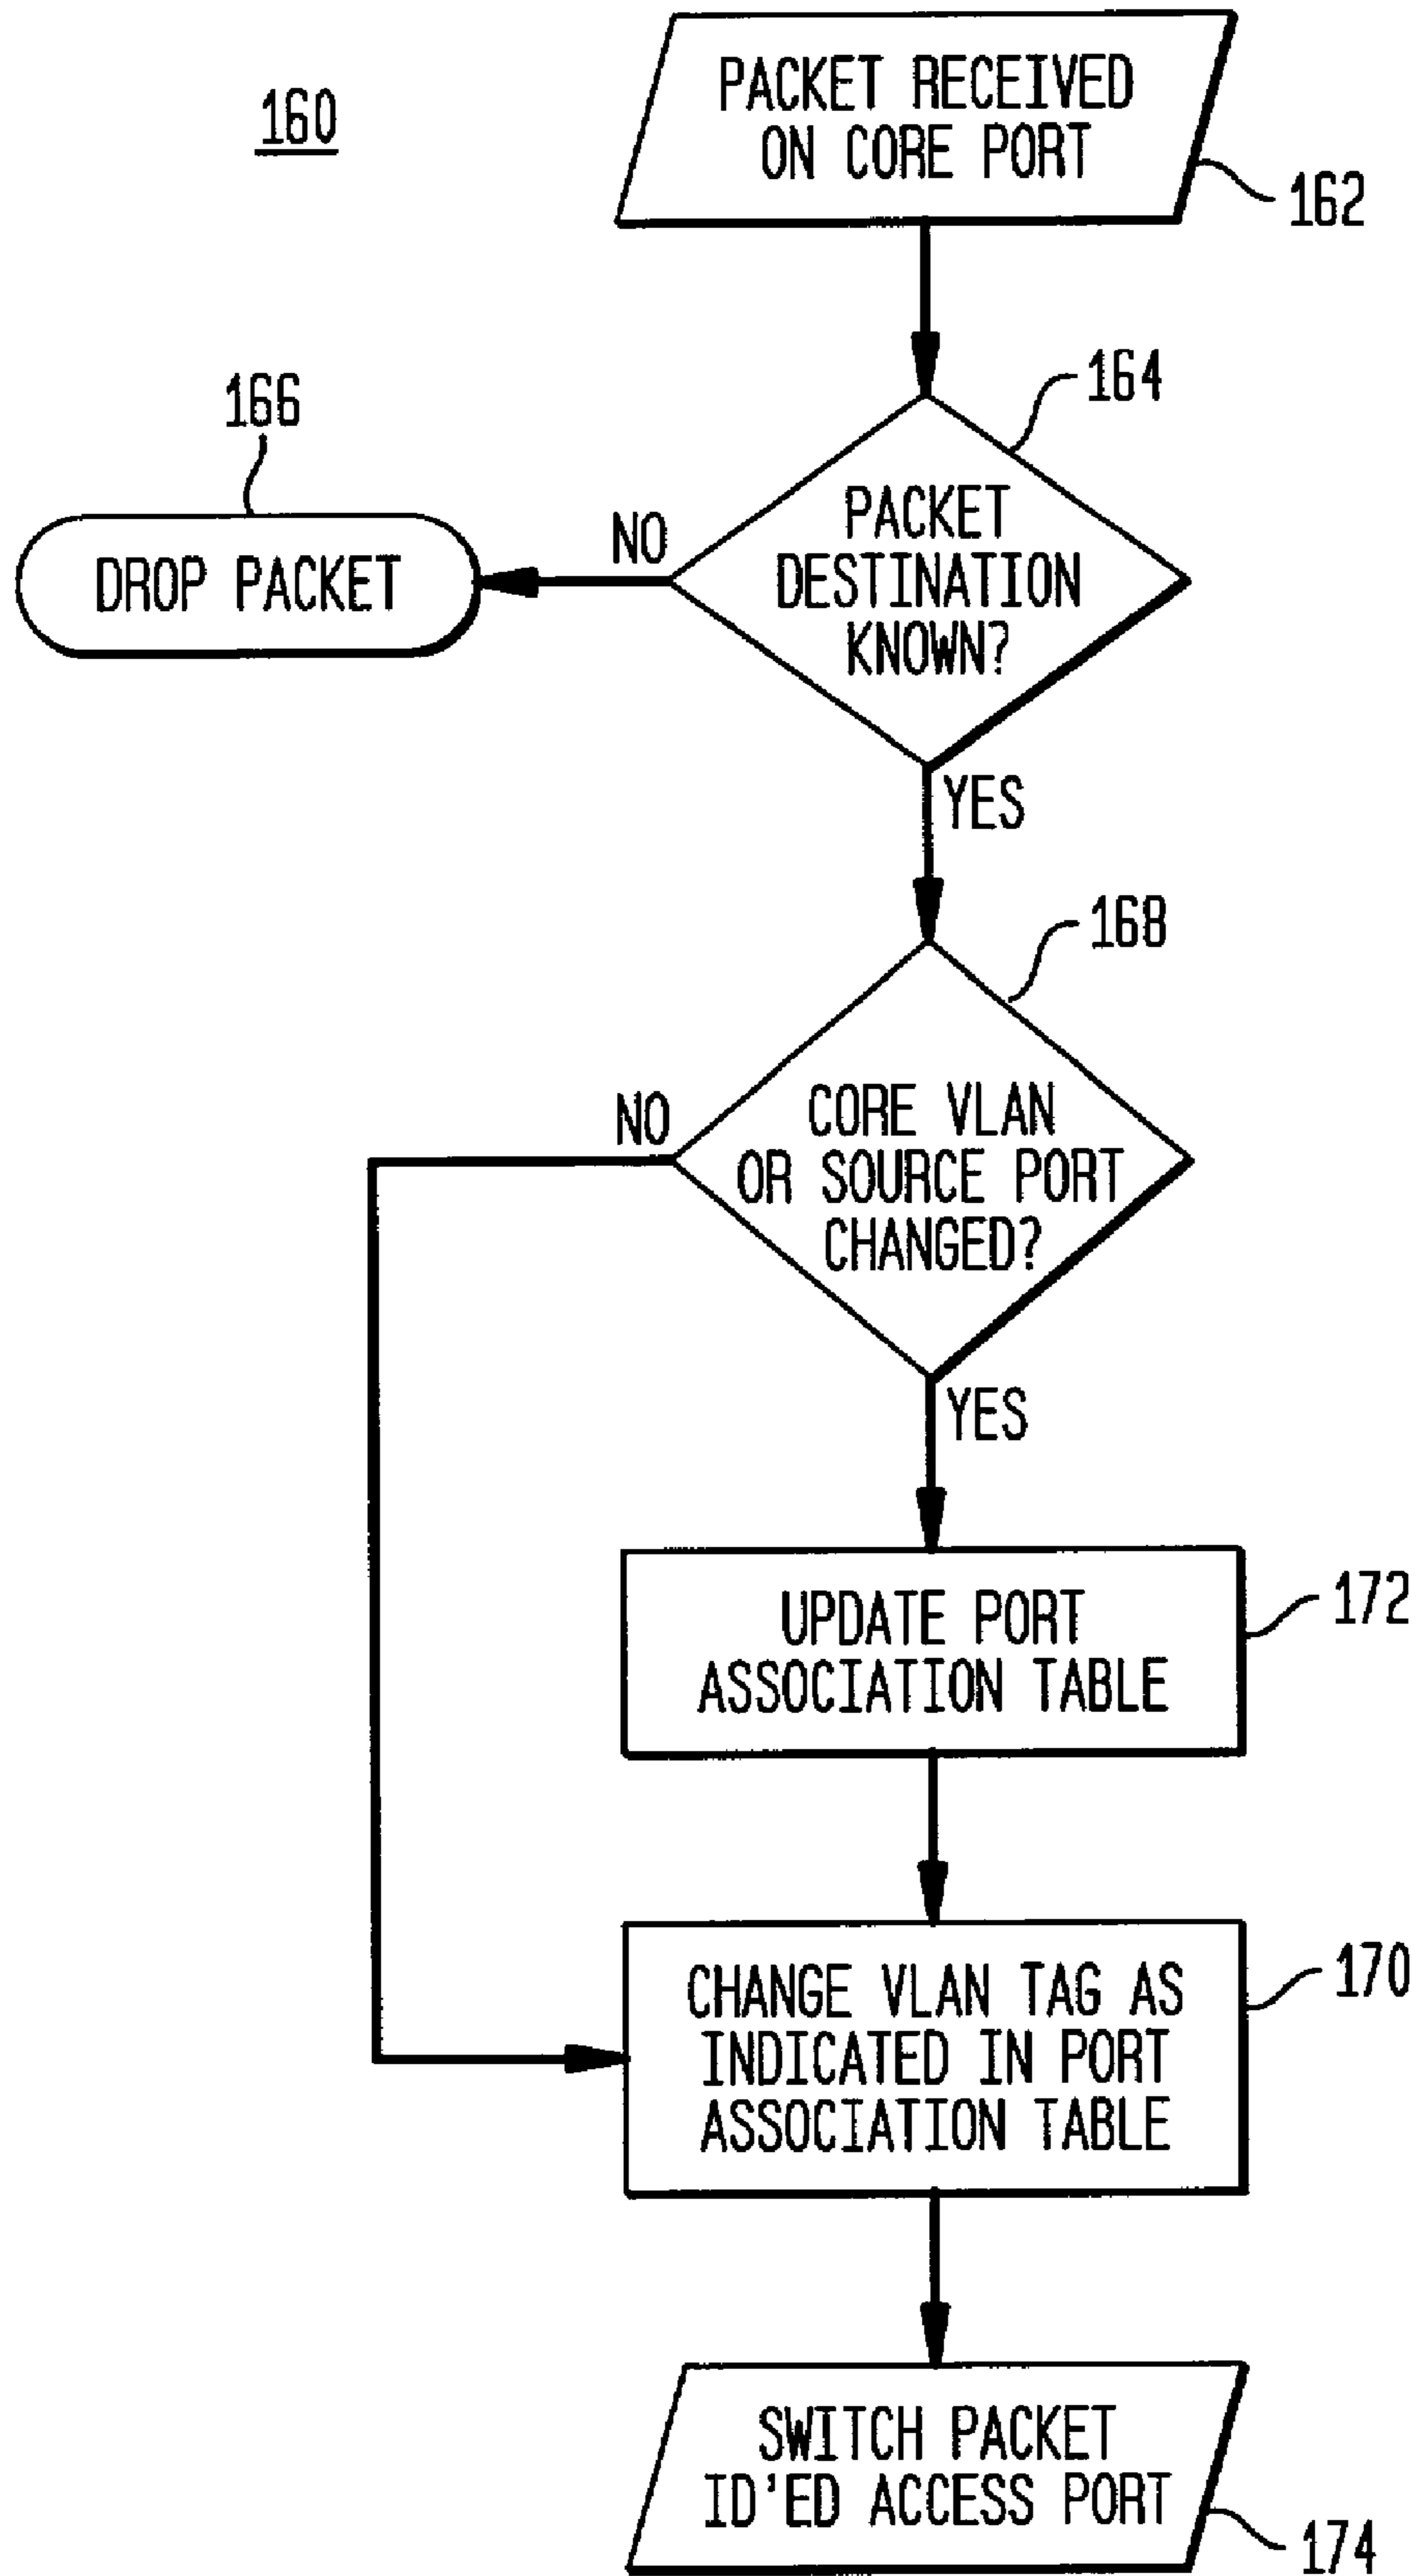 160
PACKET RECEIVED
ON CORE PORT
162
164
166
PACKET
DESTINATION
KNOWN?
NO
DROP PACKET
YES
168
CORE VLAN
OR SOURCE PORT
CHANGED?
NO
YES
UPDATE PORT
ASSOCIATION TABLE
172
CHANGE VLAN TAG AS
INDICATED IN PORT
ASSOCIATION TABLE
170
SWITCH PACKET
ID'ED ACCESS PORT
174